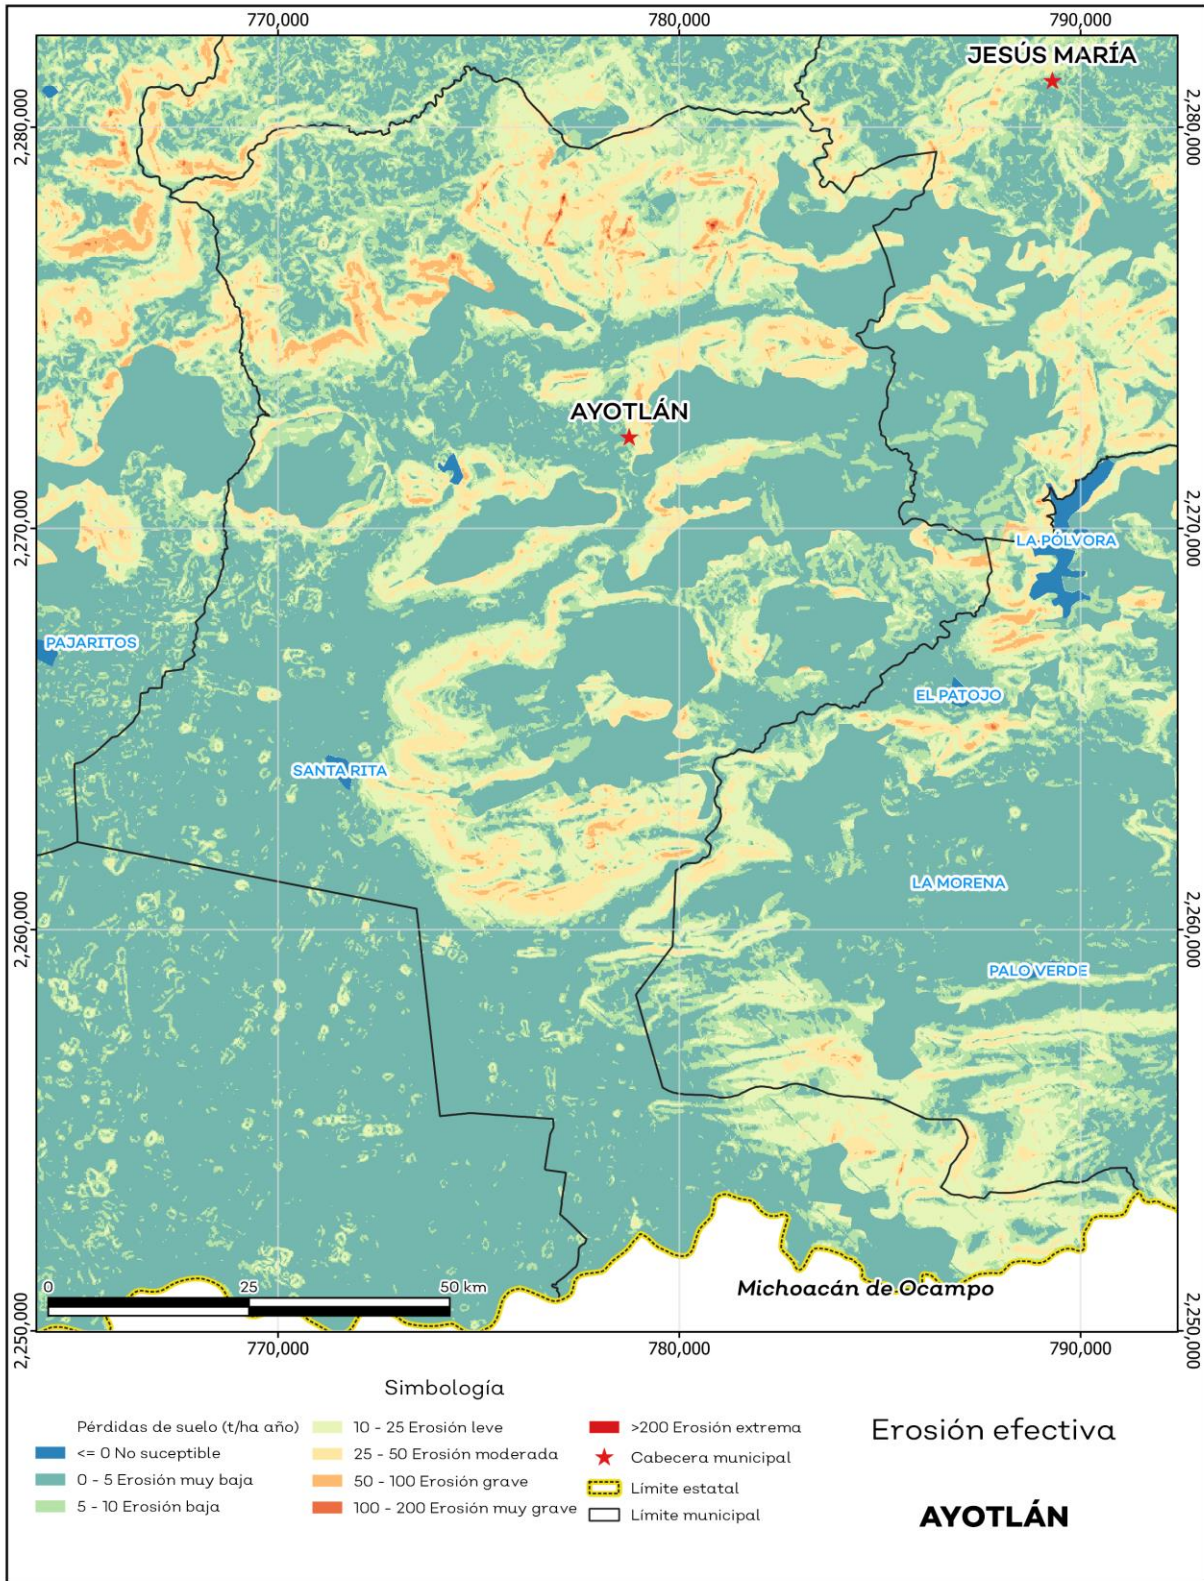 770,000
780,000
790,000
JESÚS MARÍA
2,280,000
2,280,000
AYOTLÁN
2,270,000
2,270,000
LA PÓLVORA
PAJARITOS
EL PATOJO
SANTA RITA
LA MORENA
2,260,000
2,260,000
PALO VERDE
0
25
50 km
Michoacán de Ocampo
2,250,000
2,250,000
770,000
780,000
790,000
Simbología
Pérdidas de suelo (t/ha año)
<= 0 No suceptible
0 - 5 Erosión muy baja
5 - 10 Erosión baja
10 - 25 Erosión leve
25 - 50 Erosión moderada
50 - 100 Erosión grave
100 - 200 Erosión muy grave
>200 Erosión extrema
Cabecera municipal
Límite estatal
Límite municipal
Erosión efectiva
AYOTLÁN